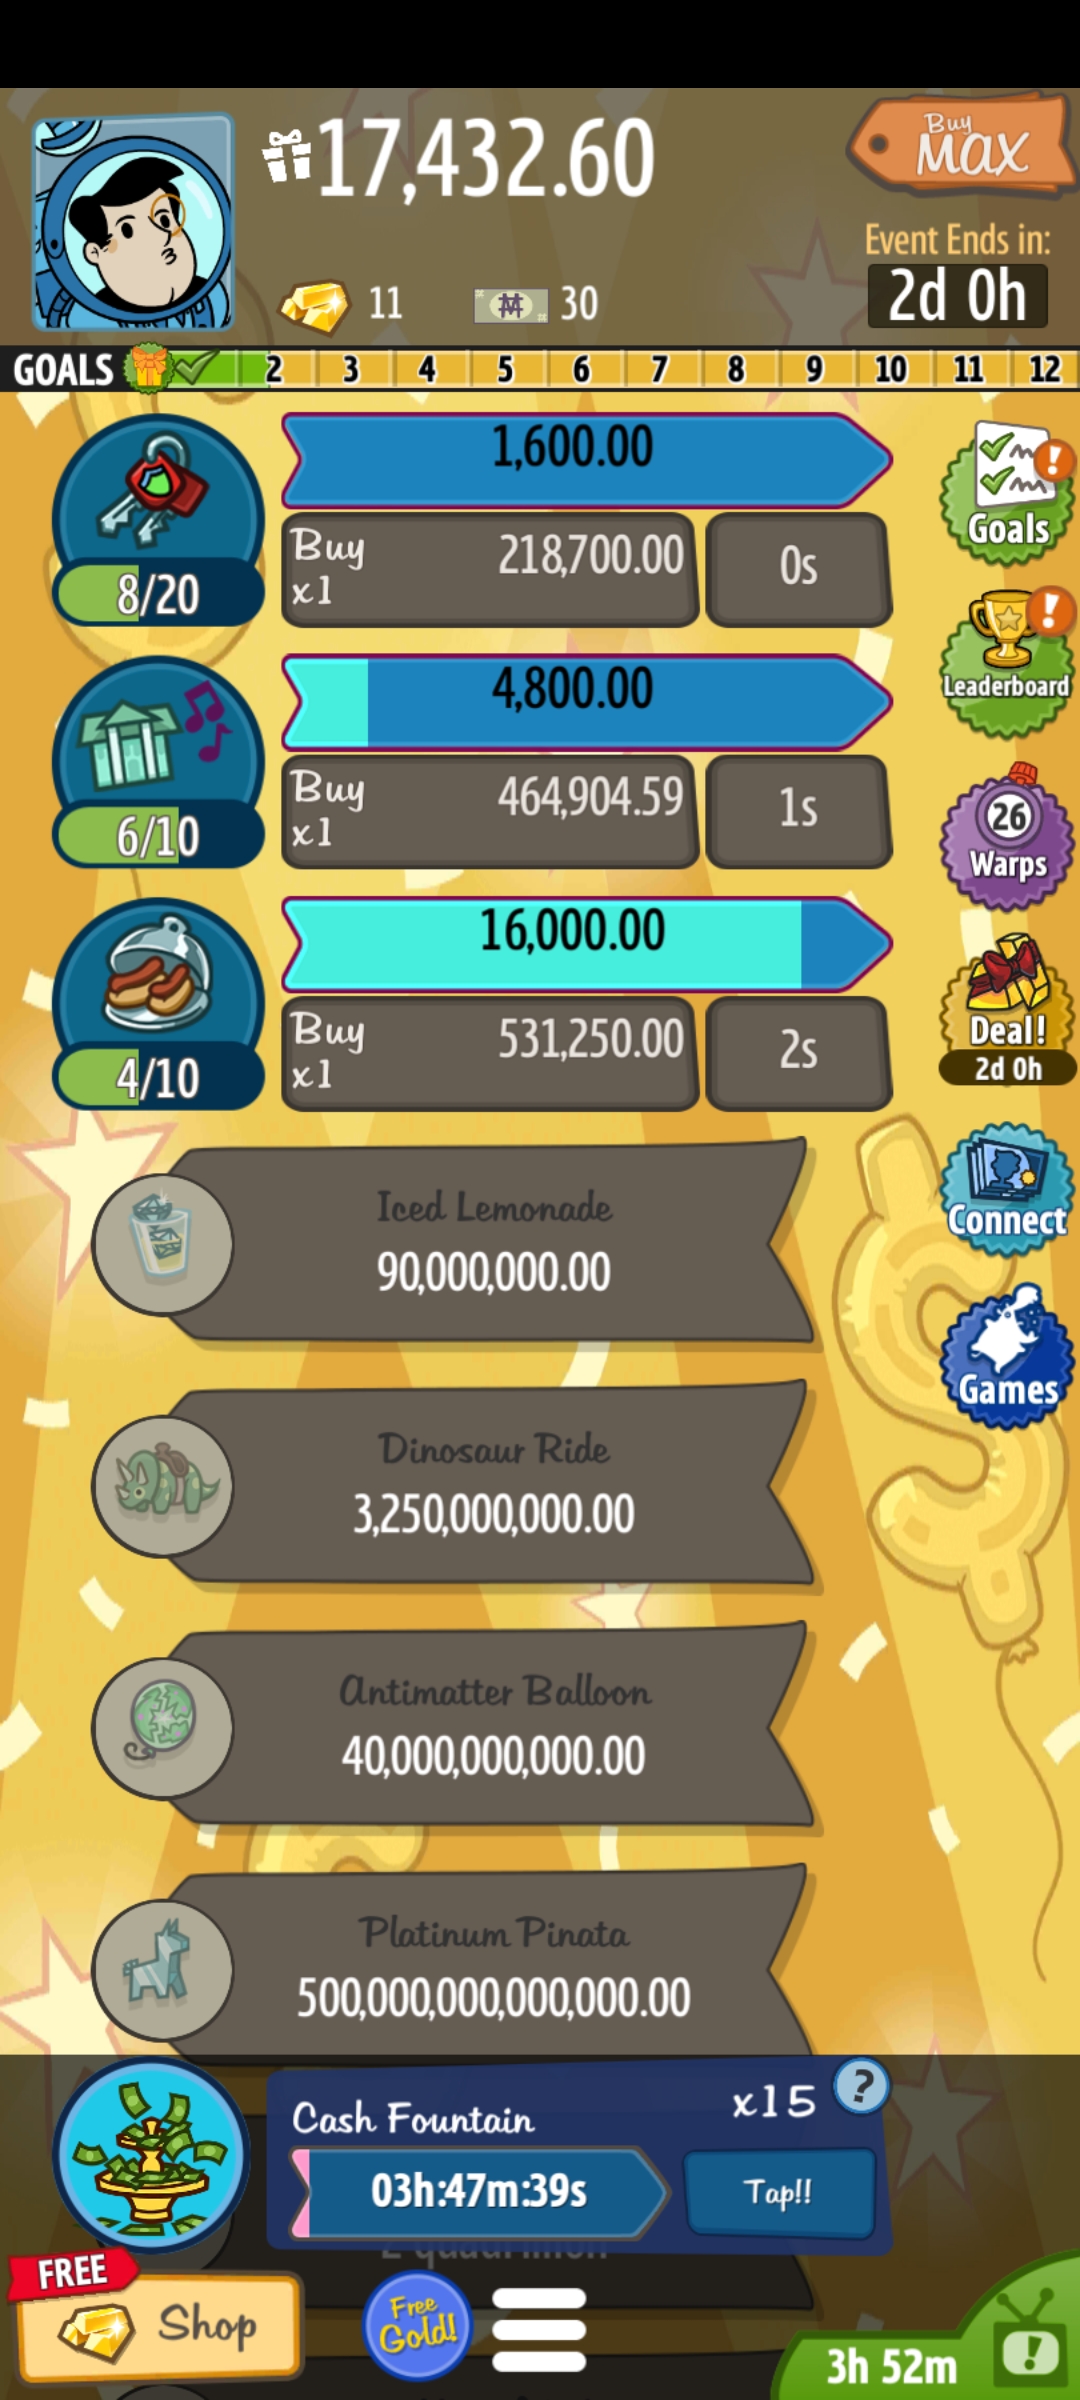 17,432.60
Buy
MAX
Event Ends in:
2d 0h
11
30
GOALS
2 3 4 5 6 7 8 9 10 11 12
1,600.00
8/20
Buy
x1
218,700.00
0s
Goals
4,800.00
6/10
Buy
x1
464,904.59
1s
Leaderboard
26
Warps
16,000.00
4/10
Buy
x1
531,250.00
2s
Deal!
2d 0h
Iced Lemonade
90,000,000.00
Connect
Games
Dinosaur Ride
3,250,000,000.00
Antimatter Balloon
40,000,000,000.00
Platinum Pinata
500,000,000,000,000.00
Cash Fountain
x15
?
03h:47m:39s
Tap!!
FREE
Shop
Free
Gold!
3h 52m